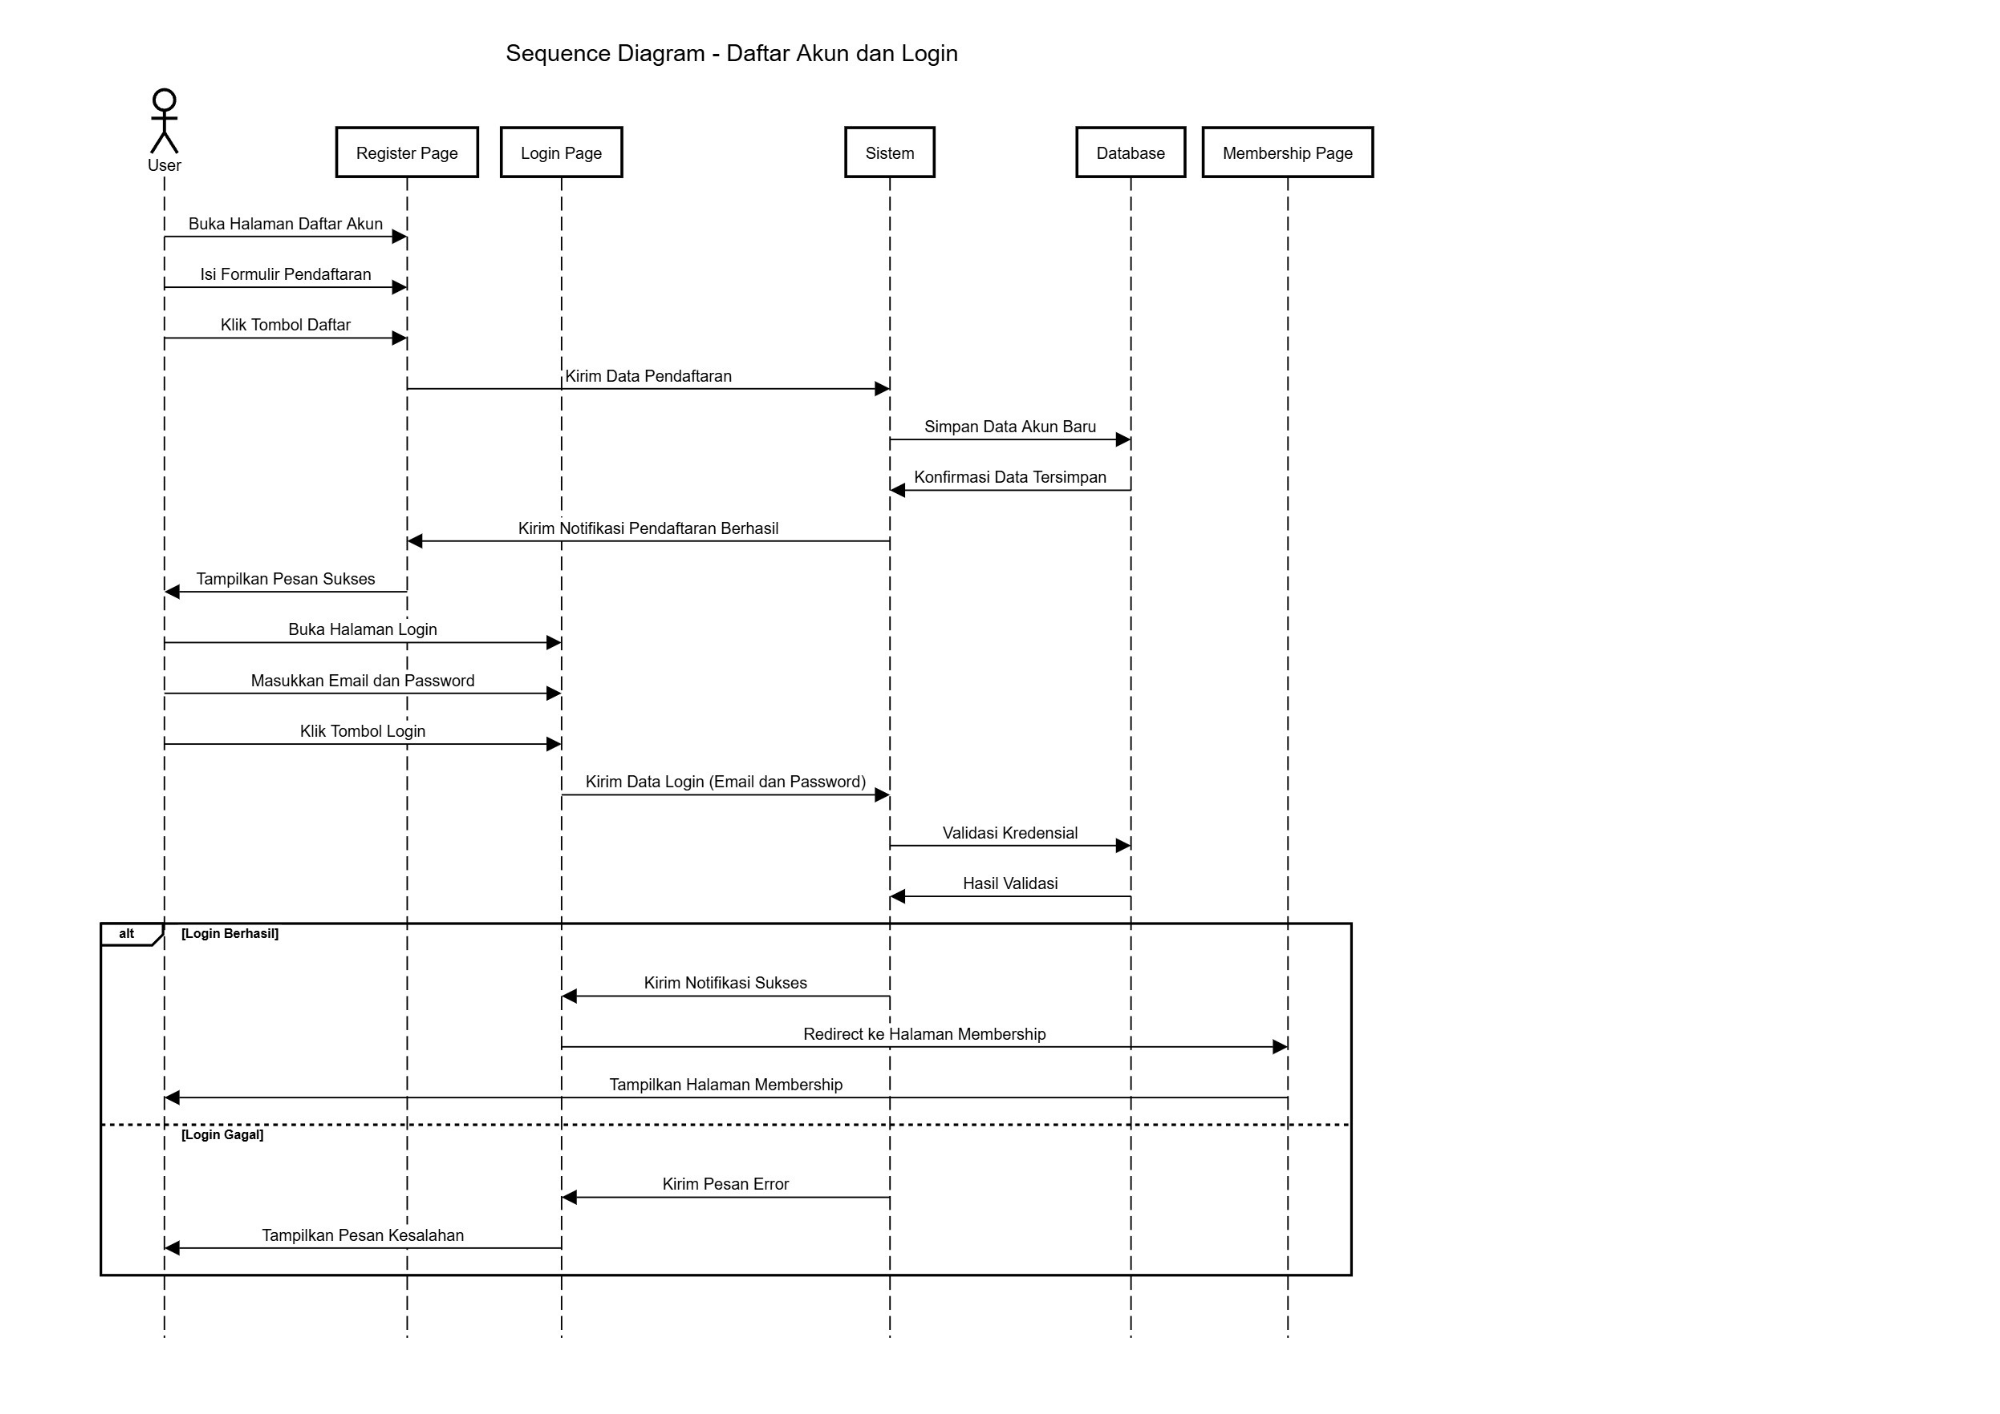 Sequence Diagram - Daftar Akun dan Login
User
Register Page
Login Page
Sistem
Database
Membership Page
Buka Halaman Daftar Akun
Isi Formulir Pendaftaran
Klik Tombol Daftar
Kirim Data Pendaftaran
Simpan Data Akun Baru
Konfirmasi Data Tersimpan
Kirim Notifikasi Pendaftaran Berhasil
Tampilkan Pesan Sukses
Buka Halaman Login
Masukkan Email dan Password
Klik Tombol Login
Kirim Data Login (Email dan Password)
Validasi Kredensial
Hasil Validasi
alt
[Login Berhasil]
Kirim Notifikasi Sukses
Redirect ke Halaman Membership
Tampilkan Halaman Membership
[Login Gagal]
Kirim Pesan Error
Tampilkan Pesan Kesalahan